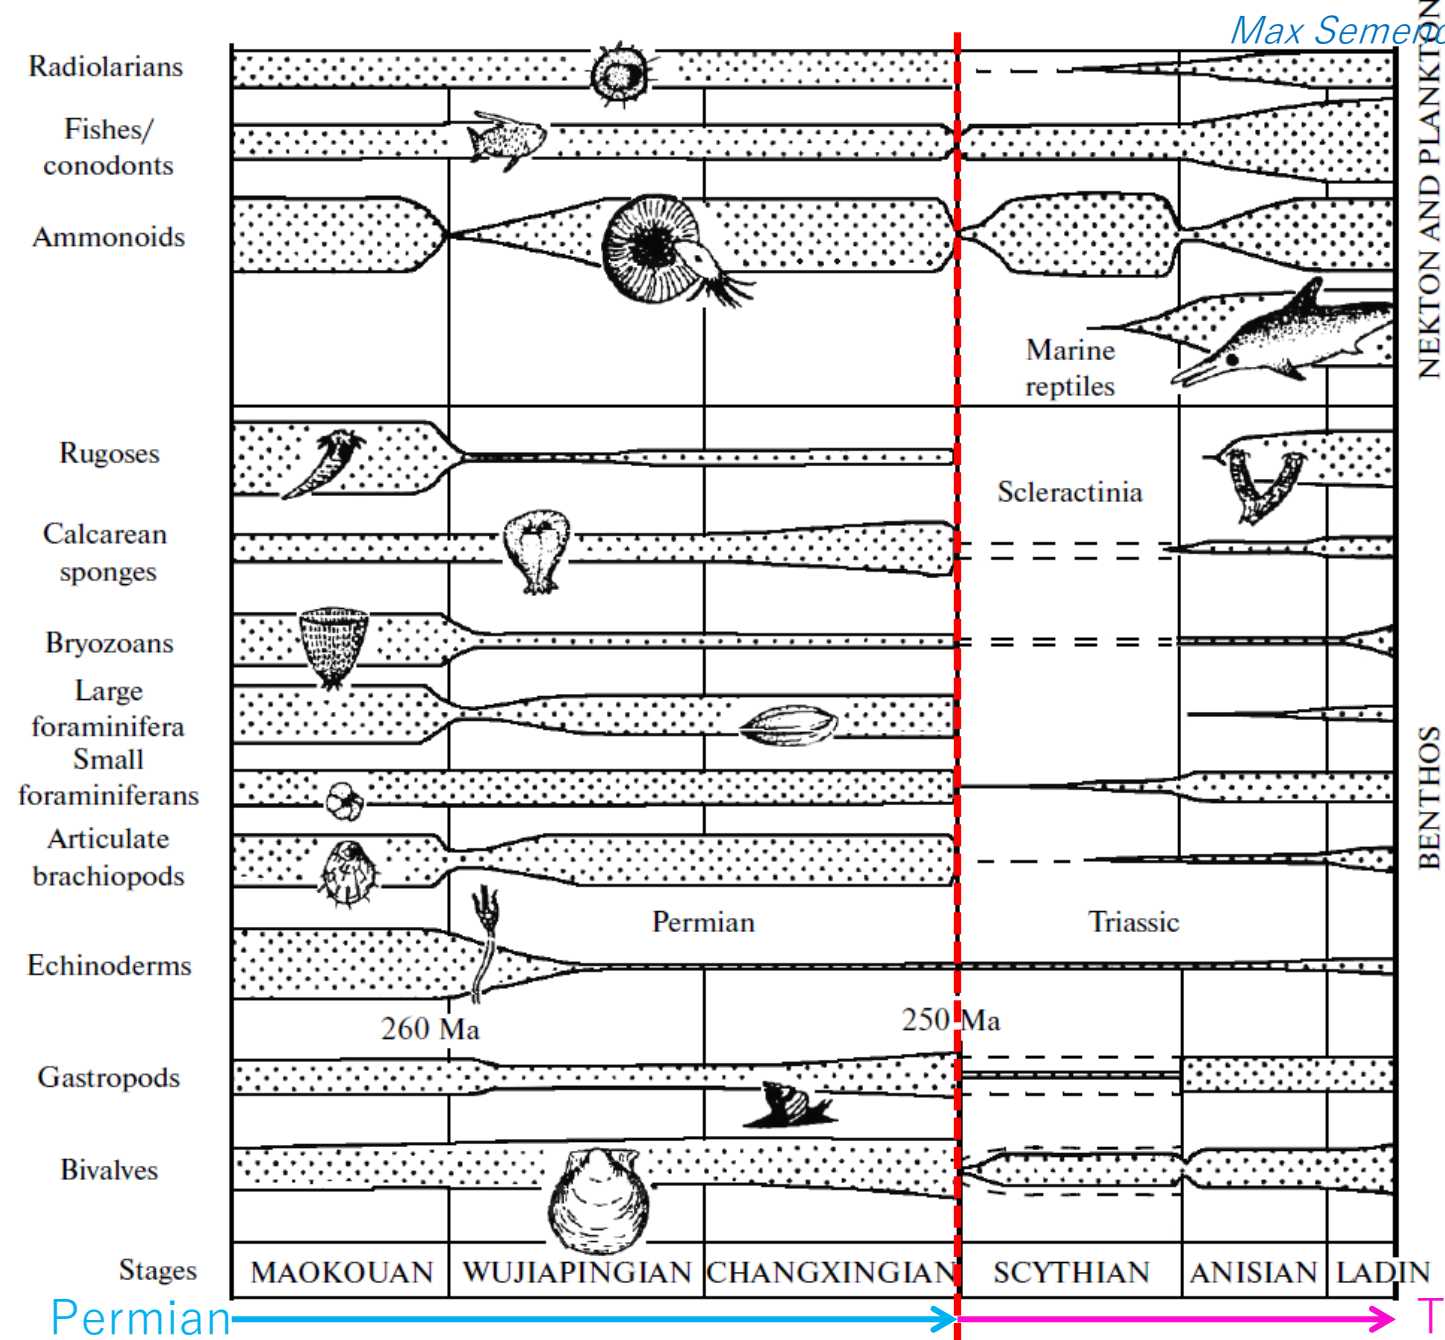 Max Semeno
Radiolarians
Fishes/
conodonts
Ammonoids
Marine
reptiles
NEKTON AND PLANKTON
Rugoses
Scleractinia
Calcarean
sponges
Bryozoans
Large
foraminifera
Small
foraminiferans
Articulate
brachiopods
BENTHOS
Permian
Triassic
Echinoderms
260 Ma
250 Ma
Gastropods
Bivalves
Stages MAOKOUAN WUJIAPINGIAN CHANGXINGIAN SCYTHIAN ANISIAN LADIN
Permian T